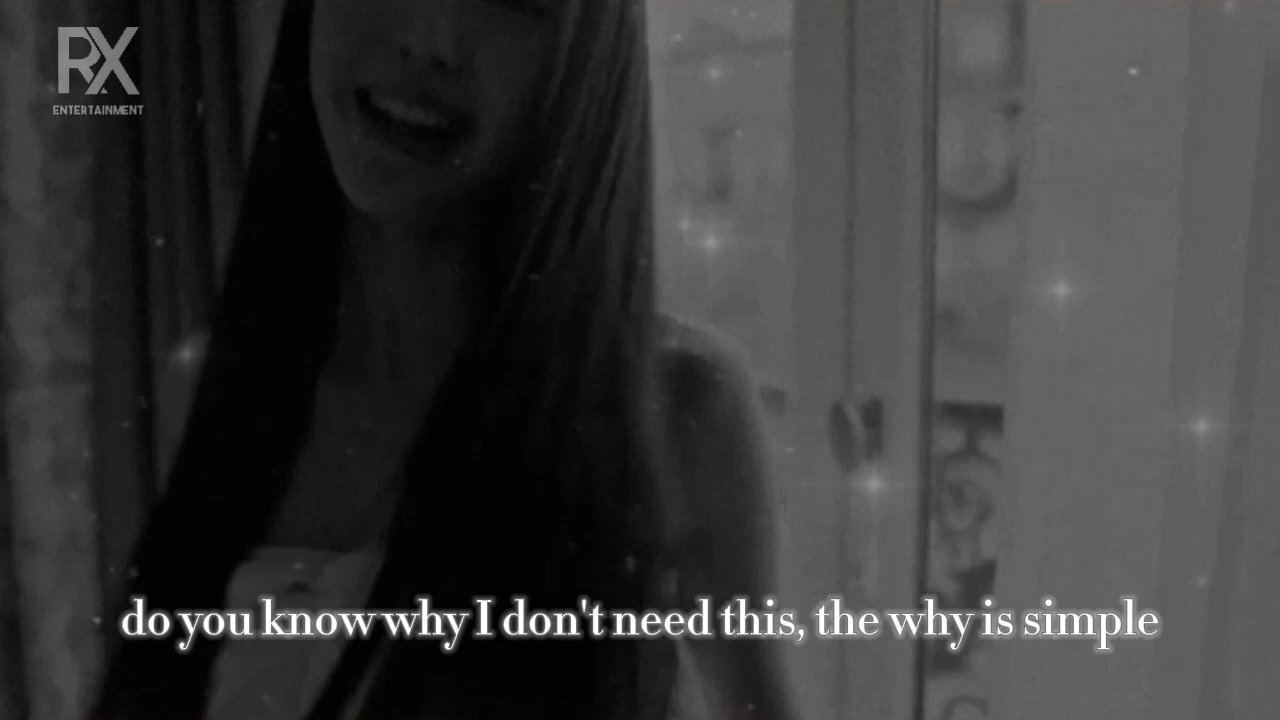 RX
ENTERTAINMENT
do you know why I don't need this, the why is simple